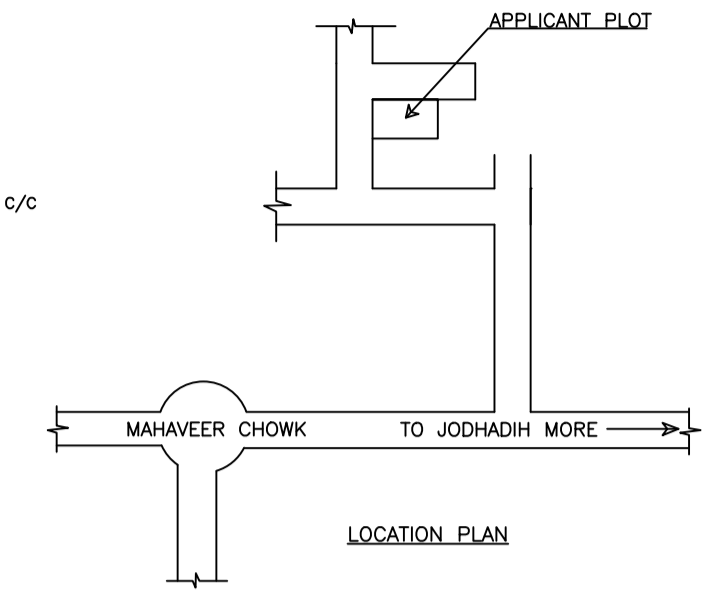 APPLICANT PLOT
C/C
MAHAVEER CHOWK
TO JODHADIH MORE
LOCATION PLAN